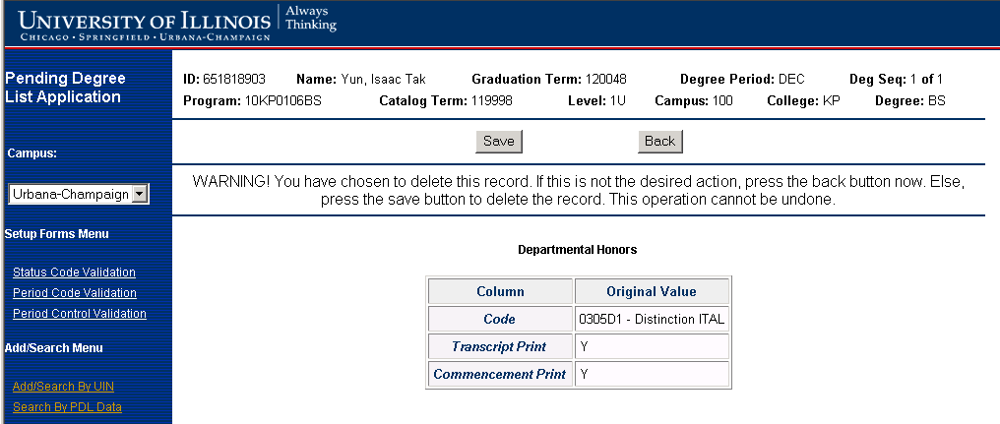 UNIVERSITY OF ILLINOIS
Always
Thinking
CHICAGO • SPRINGFIELD • URBANA-CHAMPAIGN
Pending Degree
List Application
Campus:
Urbana-Champaign
Setup Forms Menu
Status Code Validation
Period Code Validation
Period Control Validation
Add/Search Menu
Add/Search By UIN
Search By PDL Data
ID: 651818903 Name: Yun, Isaac Tak Graduation Term: 120048 Degree Period: DEC Deg Seq: 1 of 1
Program: 10KP0106BS Catalog Term: 119998 Level: 1U Campus: 100 College: KP Degree: BS
Save Back
WARNING! You have chosen to delete this record. If this is not the desired action, press the back button now. Else,
press the save button to delete the record. This operation cannot be undone.
Departmental Honors
Column Original Value
Code 0305D1 - Distinction ITAL
Transcript Print Y
Commencement Print Y